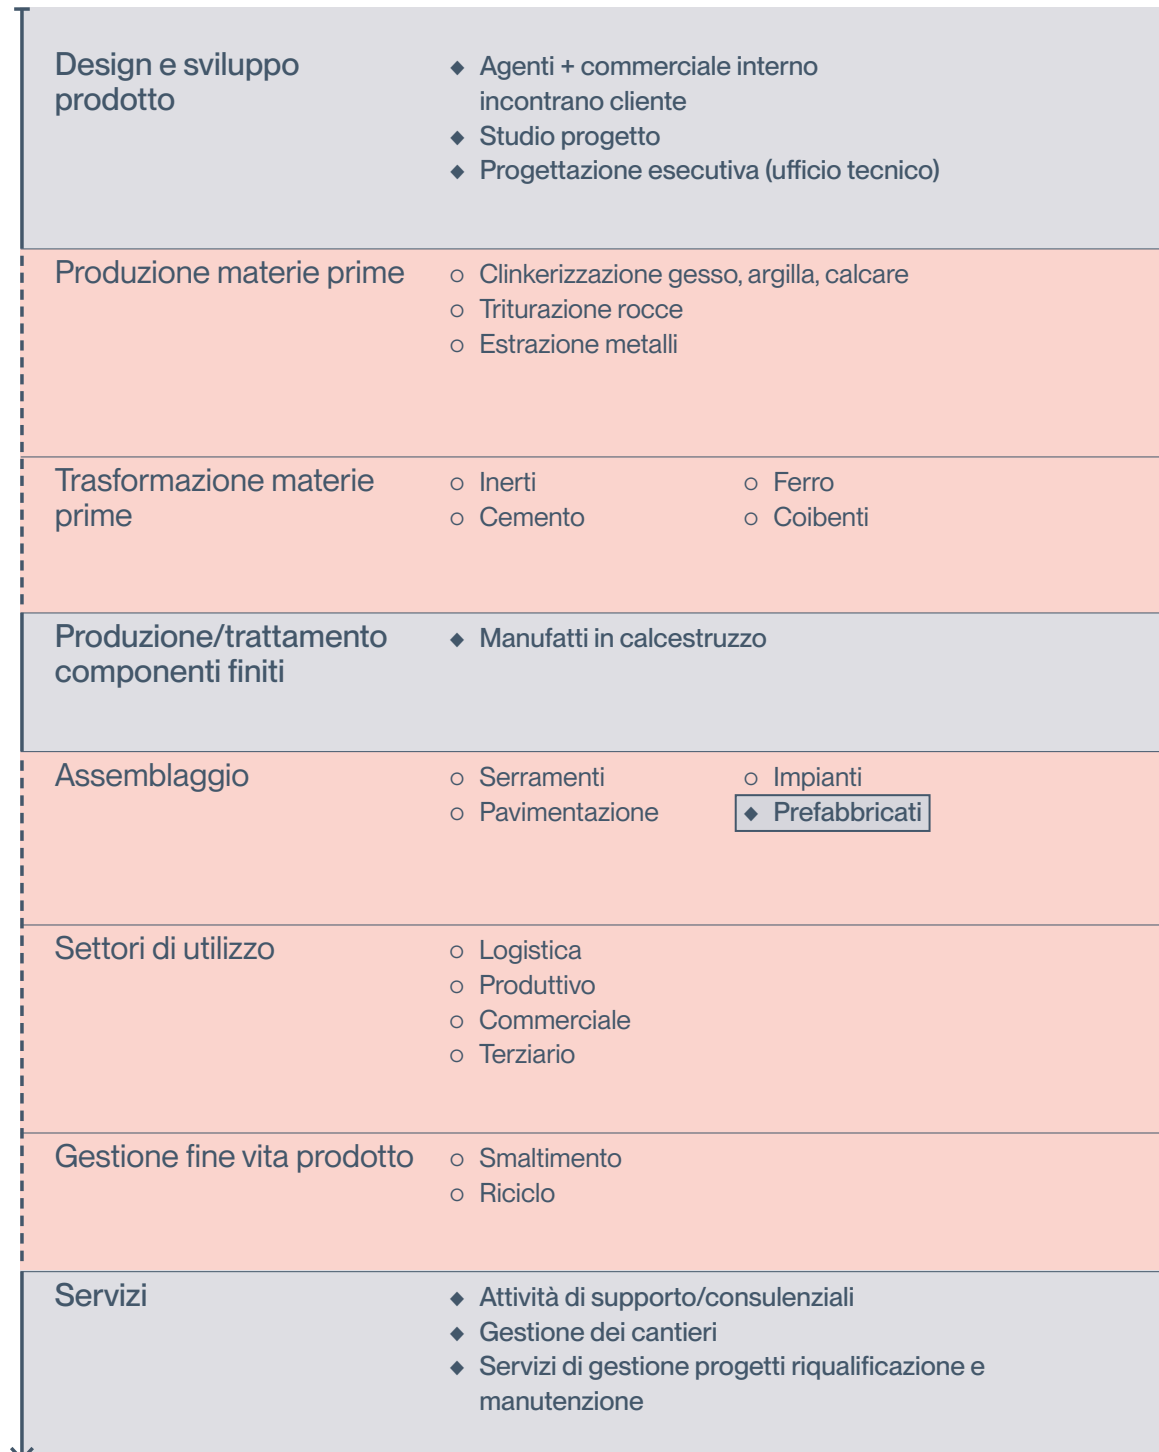 Design e sviluppo
prodotto
◆ Agenti + commerciale interno
incontrano cliente
◆ Studio progetto
◆ Progettazione esecutiva (ufficio tecnico)
Produzione materie prime
○ Clinkerizzazione gesso, argilla, calcare
○ Triturazione rocce
○ Estrazione metalli
Trasformazione materie
prime
○ Inerti
○ Cemento
○ Ferro
○ Coibenti
Produzione/trattamento
componenti finiti
◆ Manufatti in calcestruzzo
Assemblaggio
○ Serramenti
○ Pavimentazione
○ Impianti
◆ Prefabbricati
Settori di utilizzo
○ Logistica
○ Produttivo
○ Commerciale
○ Terziario
Gestione fine vita prodotto
○ Smaltimento
○ Riciclo
Servizi
◆ Attività di supporto/consulenziali
◆ Gestione dei cantieri
◆ Servizi di gestione progetti riqualificazione e
manutenzione